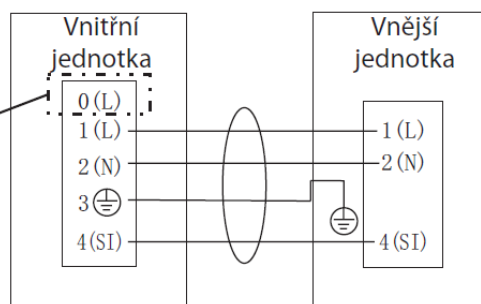 Vnitřní
jednotka
0(L)
1(L)
2(N)
3
4(SI)
Vnější
jednotka
1(L)
2(N)
4(SI)